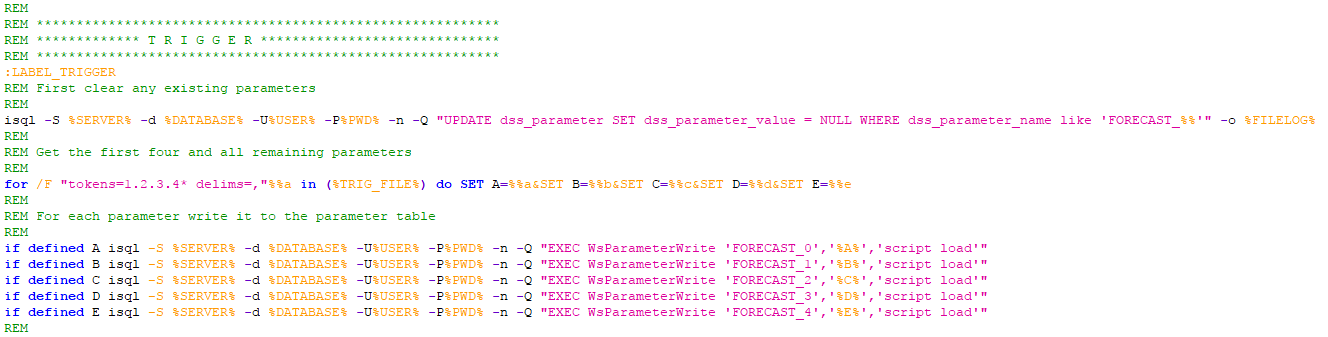 REM
REM **********************************************************
REM ************* T R I G G E R ******************************
REM **********************************************************
:LABEL_TRIGGER
REM First clear any existing parameters
REM
isql -S %SERVER% -d %DATABASE% -U%USER% -P%PWD% -n -Q "UPDATE dss_parameter SET dss_parameter_value = NULL WHERE dss_parameter_name like 'FORECAST_%%'" -o %FILELOG%
REM
REM Get the first four and all remaining parameters
REM
for /F "tokens=1.2.3.4* delims=,"%%a in (%TRIG_FILE%) do SET A=%%a&SET B=%%b&SET C=%%c&SET D=%%d&SET E=%%e
REM
REM For each parameter write it to the parameter table
REM
if defined A isql -S %SERVER% -d %DATABASE% -U%USER% -P%PWD% -n -Q "EXEC WsParameterWrite 'FORECAST_0','%A%','script load'"
if defined B isql -S %SERVER% -d %DATABASE% -U%USER% -P%PWD% -n -Q "EXEC WsParameterWrite 'FORECAST_1','%B%','script load'"
if defined C isql -S %SERVER% -d %DATABASE% -U%USER% -P%PWD% -n -Q "EXEC WsParameterWrite 'FORECAST_2','%C%','script load'"
if defined D isql -S %SERVER% -d %DATABASE% -U%USER% -P%PWD% -n -Q "EXEC WsParameterWrite 'FORECAST_3','%D%','script load'"
if defined E isql -S %SERVER% -d %DATABASE% -U%USER% -P%PWD% -n -Q "EXEC WsParameterWrite 'FORECAST_4','%E%','script load'"
REM